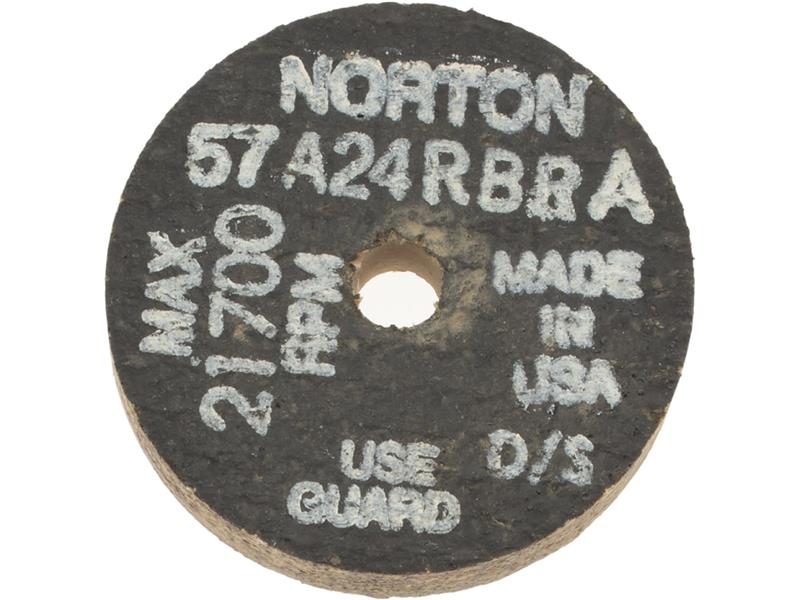 NORTON
57A24RBRA
MAX
21700
RPM
MADE
IN
USA
USE
GUARD
O/S